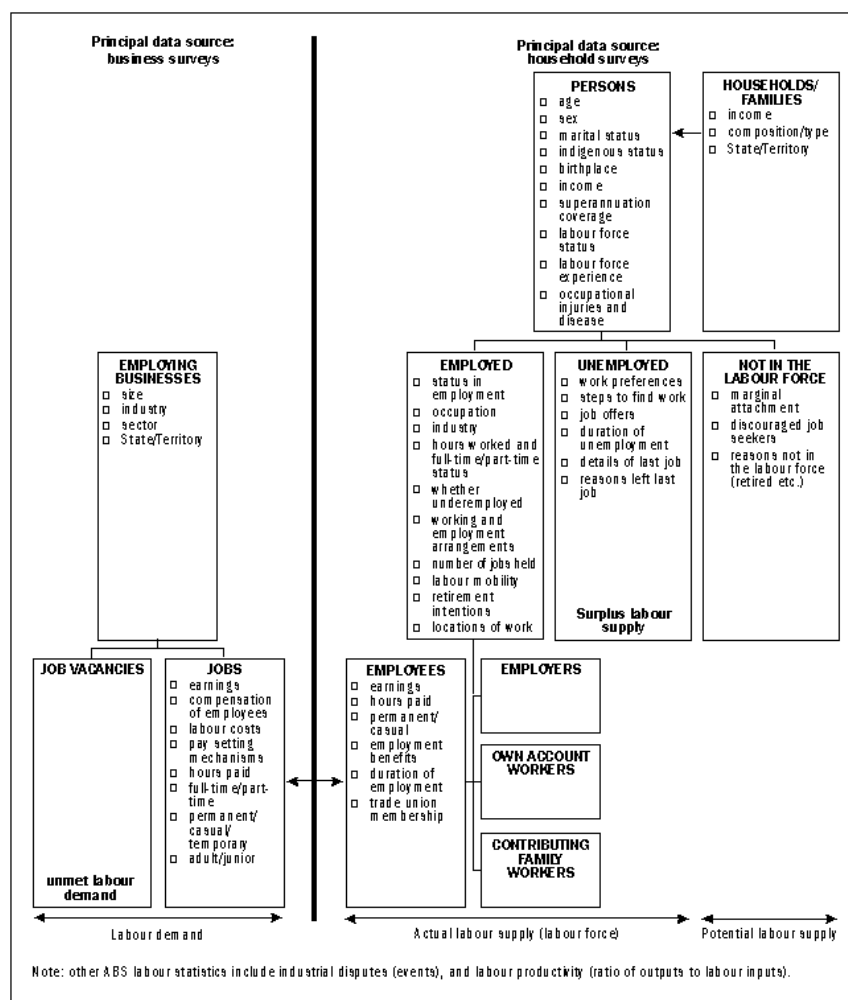 Principal data source:
business surveys
Principal data source:
household surveys
PERSONS
age
sex
marital status
indigenous status
birthplace
income
superannuation
coverage
labour force
status
labour force
experience
occupational
injuries and
disease
HOUSEHOLDS/
FAMILIES
income
composition/type
State/Territory
EMPLOYING
BUSINESSES
size
industry
sector
State/Territory
EMPLOYED
status in
employment
occupation
industry
hours worked and
full-time/part-time
status
whether
underemployed
working and
employment
arrangements
number of jobs held
labour mobility
retirement
intentions
locations of work
UNEMPLOYED
work preferences
steps to find work
job offers
duration of
unemployment
details of last job
reasons left last
job
Surplus labour
supply
NOT IN THE
LABOUR FORCE
marginal
attachment
discouraged job
seekers
reasons not in
the labour force
(retired etc.)
JOB VACANCIES
unmet labour
demand
JOBS
earnings
compensation
of employees
labour costs
pay setting
mechanisms
hours paid
full-time/part-
time
permanent/
casual/
temporary
adult/junior
EMPLOYEES
earnings
hours paid
permanent/
casual
employment
benefits
duration of
employment
trade union
membership
EMPLOYERS
OWN ACCOUNT
WORKERS
CONTRIBUTING
FAMILY
WORKERS
Labour demand
Actual labour supply (labour force)
Potential labour supply
Note: other ABS labour statistics include industrial disputes (events), and labour productivity (ratio of outputs to labour inputs).